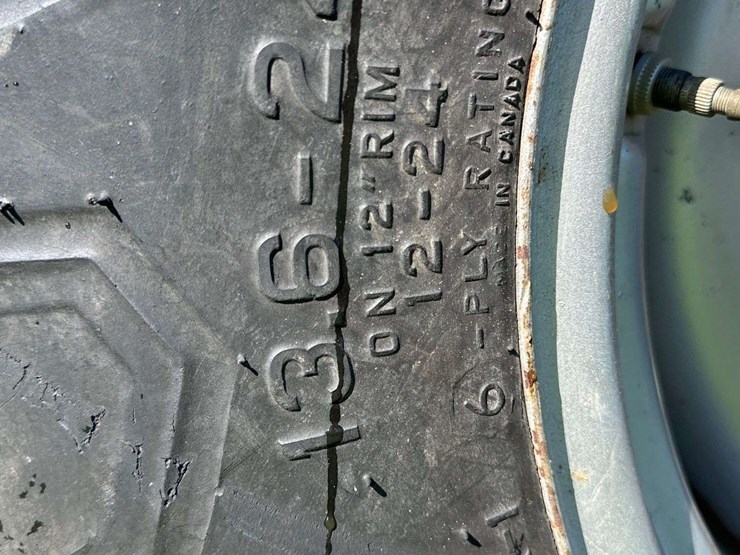 13.6-2
ON 12" RIM
12-24
6-PLY RATING
MADE IN CANADA